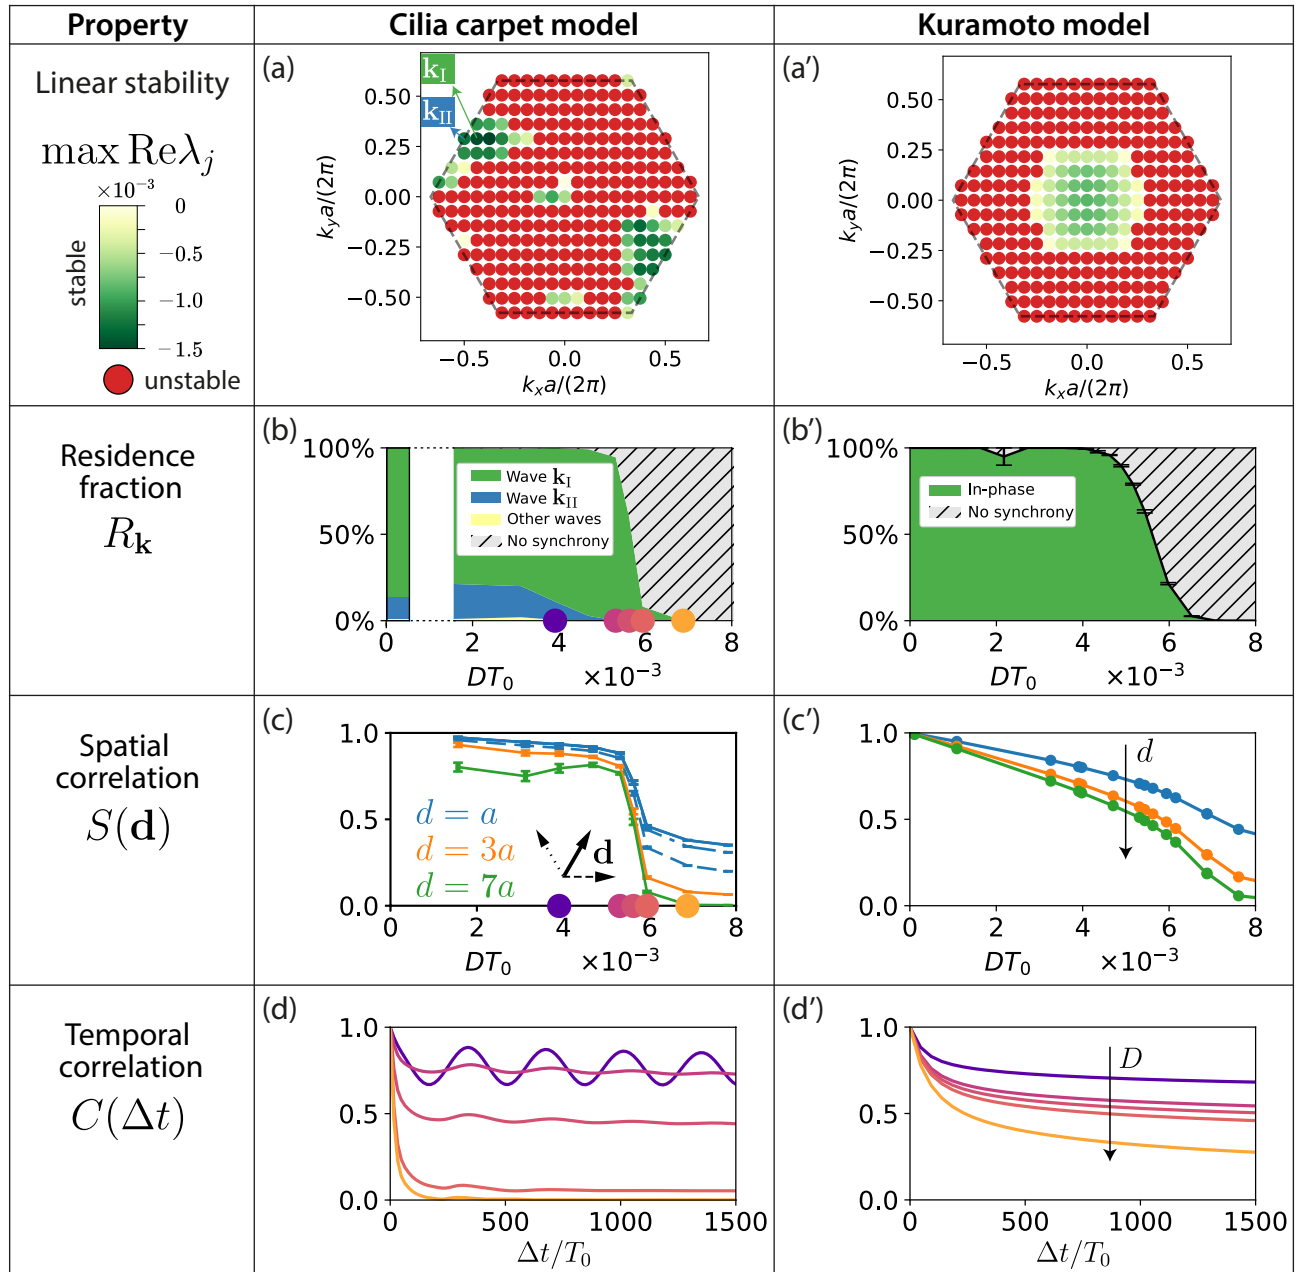 Property
Cilia carpet model
Kuramoto model
Linear stability
max Reλ_j
×10⁻³
0
−0.5
−1.0
−1.5
stable
unstable
(a)
k_I
k_II
0.50
0.25
0.00
−0.25
−0.50
k_y a/(2π)
−0.5
0.0
0.5
k_x a/(2π)
(a')
0.50
0.25
0.00
−0.25
−0.50
k_y a/(2π)
−0.5
0.0
0.5
k_x a/(2π)
Residence
fraction
R_k
(b)
100%
50%
0%
Wave k_I
Wave k_II
Other waves
No synchrony
0 2 4 6 8
DT₀ ×10⁻³
(b')
100%
50%
0%
In-phase
No synchrony
0 2 4 6 8
DT₀ ×10⁻³
Spatial
correlation
S(d)
(c)
1.0
0.5
0.0
d = a
d = 3a
d = 7a
d
0 2 4 6 8
DT₀ ×10⁻³
(c')
1.0
0.5
0.0
d
0 2 4 6 8
DT₀ ×10⁻³
Temporal
correlation
C(Δt)
(d)
1.0
0.5
0.0
0 500 1000 1500
Δt/T₀
(d')
1.0
0.5
0.0
D
0 500 1000 1500
Δt/T₀